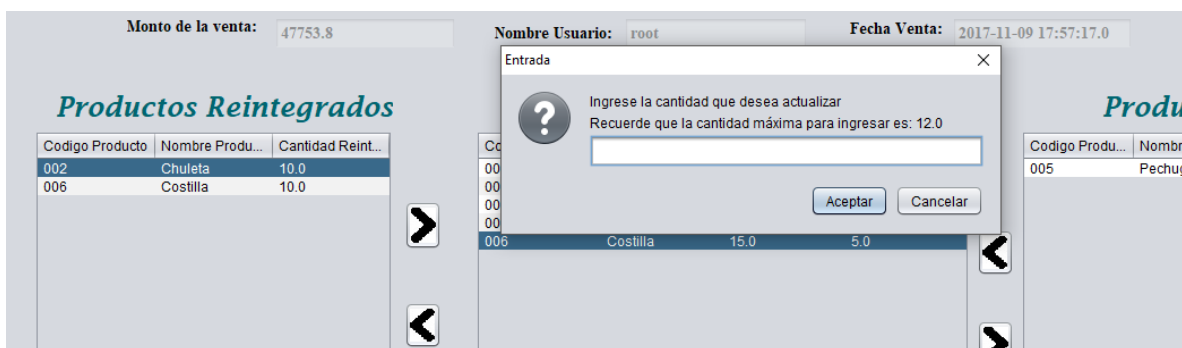 Monto de la venta: 47753.8 Nombre Usuario: root Fecha Venta: 2017-11-09 17:57:17.0
Entrada
Ingrese la cantidad que desea actualizar
Recuerde que la cantidad máxima para ingresar es: 12.0
Aceptar Cancelar
Productos Reintegrados
Codigo Producto Nombre Produ... Cantidad Reint...
002 Chuleta 10.0
006 Costilla 10.0
006 Costilla 15.0 5.0
Codigo Produ...
005